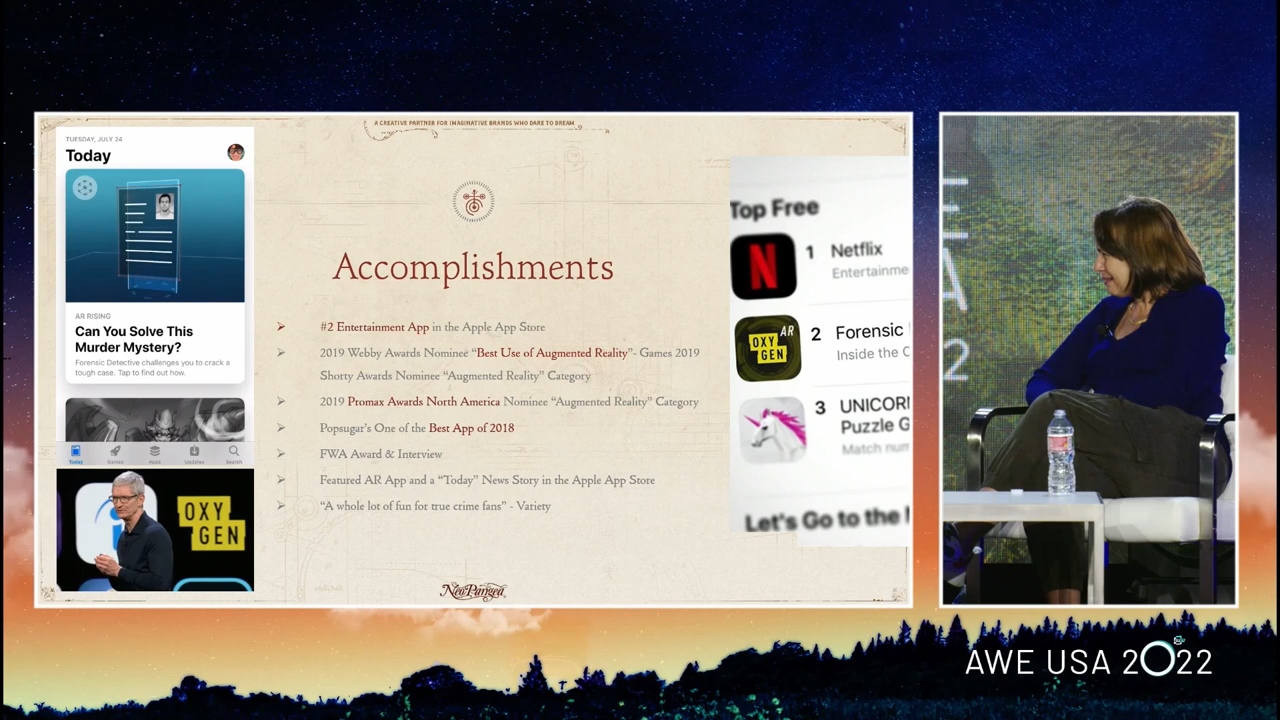 A CREATIVE PARTNER FOR IMAGINATIVE BRANDS WHO DARE TO DREAM
TUESDAY, JULY 24
Today
AR RISING
Can You Solve This
Murder Mystery?
Forensic Detective challenges you to crack a
tough case. Tap to find out how.
Today
Games
Apps
Updates
Search
OXY
GEN
Accomplishments
➢ #2 Entertainment App in the Apple App Store
➢ 2019 Webby Awards Nominee “Best Use of Augmented Reality”- Games 2019
➢ Shorty Awards Nominee “Augmented Reality” Category
➢ 2019 Promax Awards North America Nominee “Augmented Reality” Category
➢ Popsugar’s One of the Best App of 2018
➢ FWA Award & Interview
➢ Featured AR App and a “Today” News Story in the Apple App Store
➢ “A whole lot of fun for true crime fans” - Variety
NeoPangea
Top Free
N
1 Netflix
Entertainme
AR
OXY
GEN
2 Forensic
Inside the C
3 UNICOR
Puzzle G
Match num
Let's Go to the
A
2
AWE USA 2022